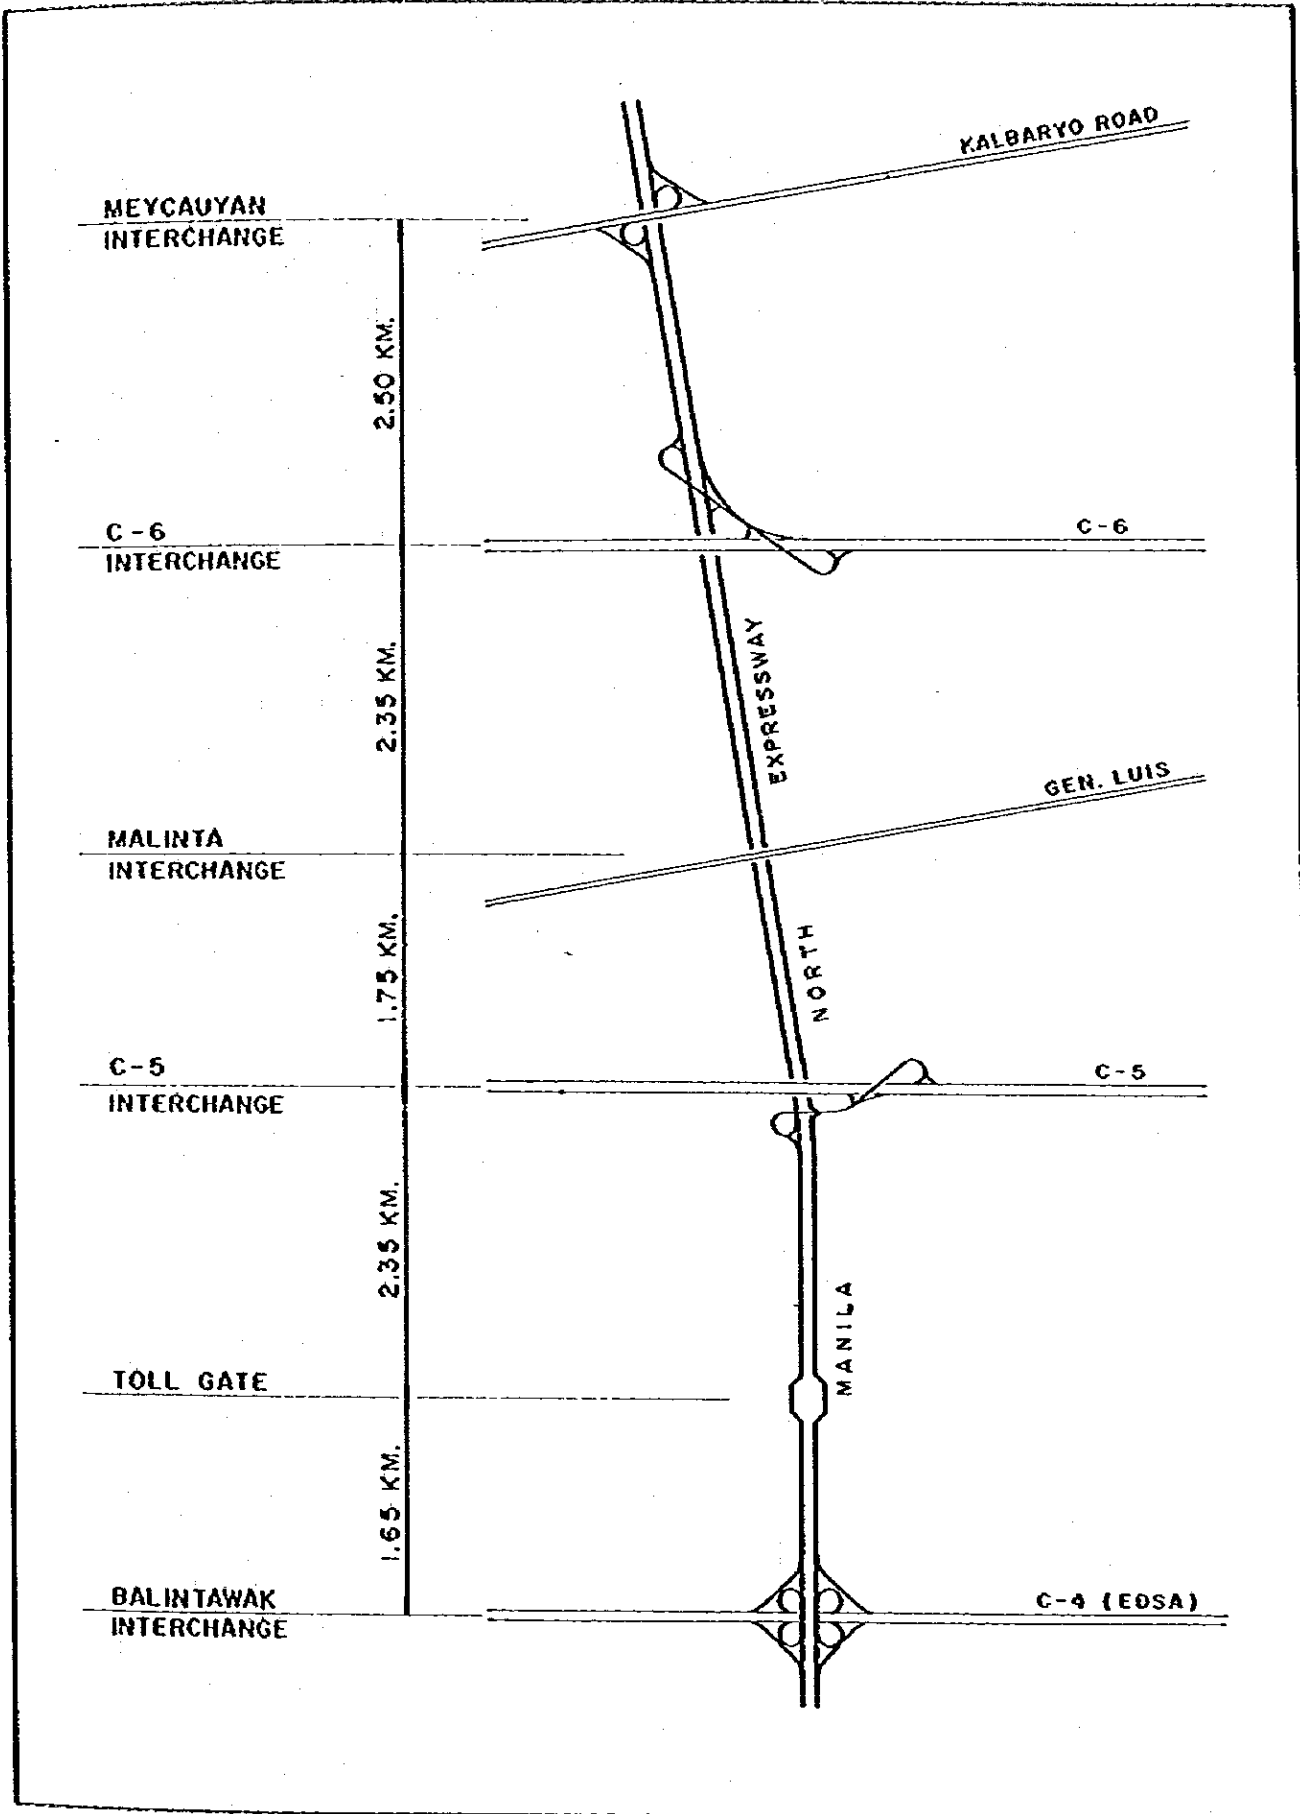 KALBARYO ROAD
MEYCAUYAN
INTERCHANGE
2.50 KM.
C-6
INTERCHANGE
C-6
2.35 KM.
EXPRESSWAY
GEN. LUIS
MALINTA
INTERCHANGE
1.75 KM.
NORTH
C-5
INTERCHANGE
C-5
2.35 KM.
MANILA
TOLL GATE
1.65 KM.
BALINTAWAK
INTERCHANGE
C-4 (EDSA)